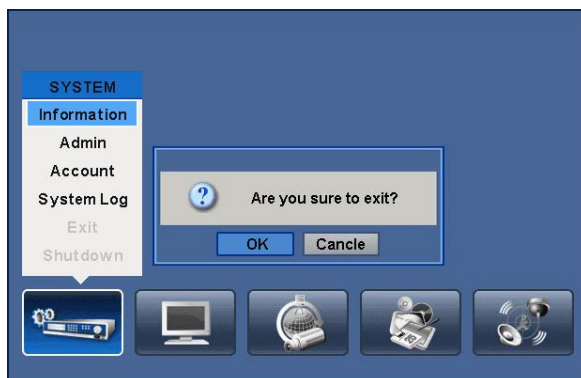 SYSTEM
Information
Admin
Account
System Log
Exit
Shutdown
Are you sure to exit?
OK
Cancle